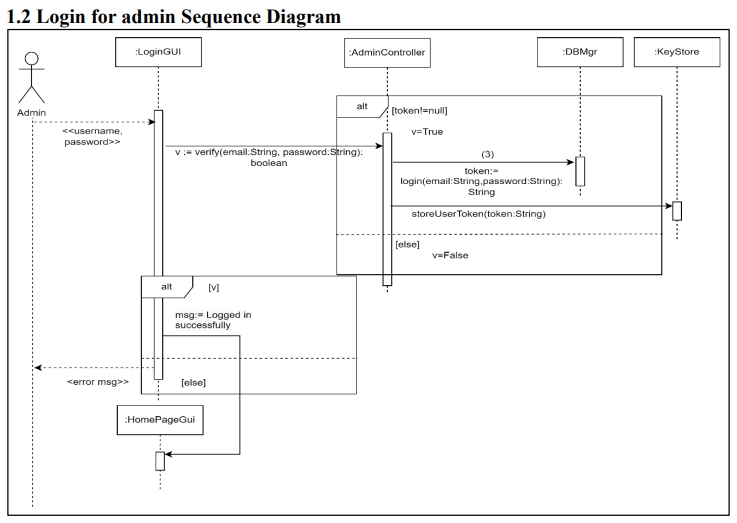 1.2 Login for admin Sequence Diagram
:LoginGUI
:AdminController
:DBMgr
:KeyStore
Admin
<<username,
password>>
alt
[token!=null]
v=True
v := verify(email:String, password:String):
boolean
(3)
token:=
login(email:String,password:String):
String
storeUserToken(token:String)
[else]
v=False
alt
[v]
msg:= Logged in
successfully
<error msg>>
[else]
:HomePageGui